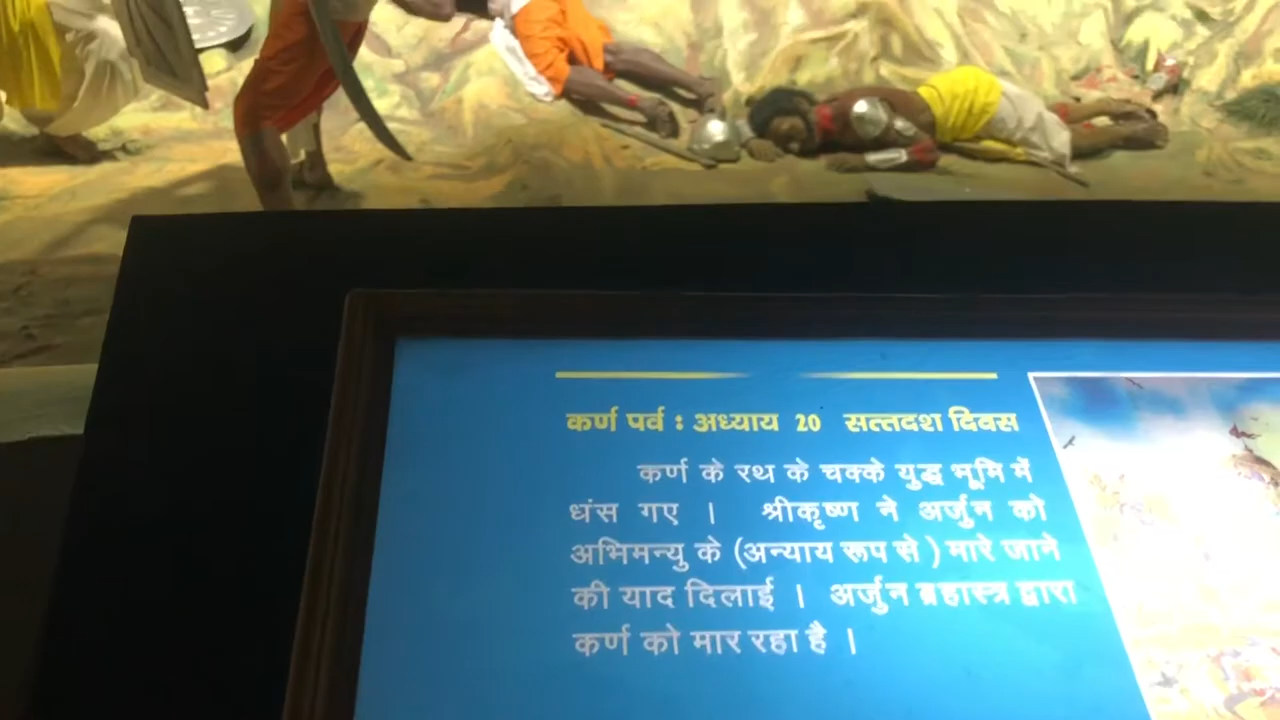 कर्ण पर्व : अध्याय 20 सत्तदश दिवस
कर्ण के रथ के चक्के युद्ध भूमि में
धंस गए । श्रीकृष्ण ने अर्जुन को
अभिमन्यु के (अन्याय रूप से ) मारे जाने
की याद दिलाई । अर्जुन ब्रहास्त्र द्वारा
कर्ण को मार रहा है ।